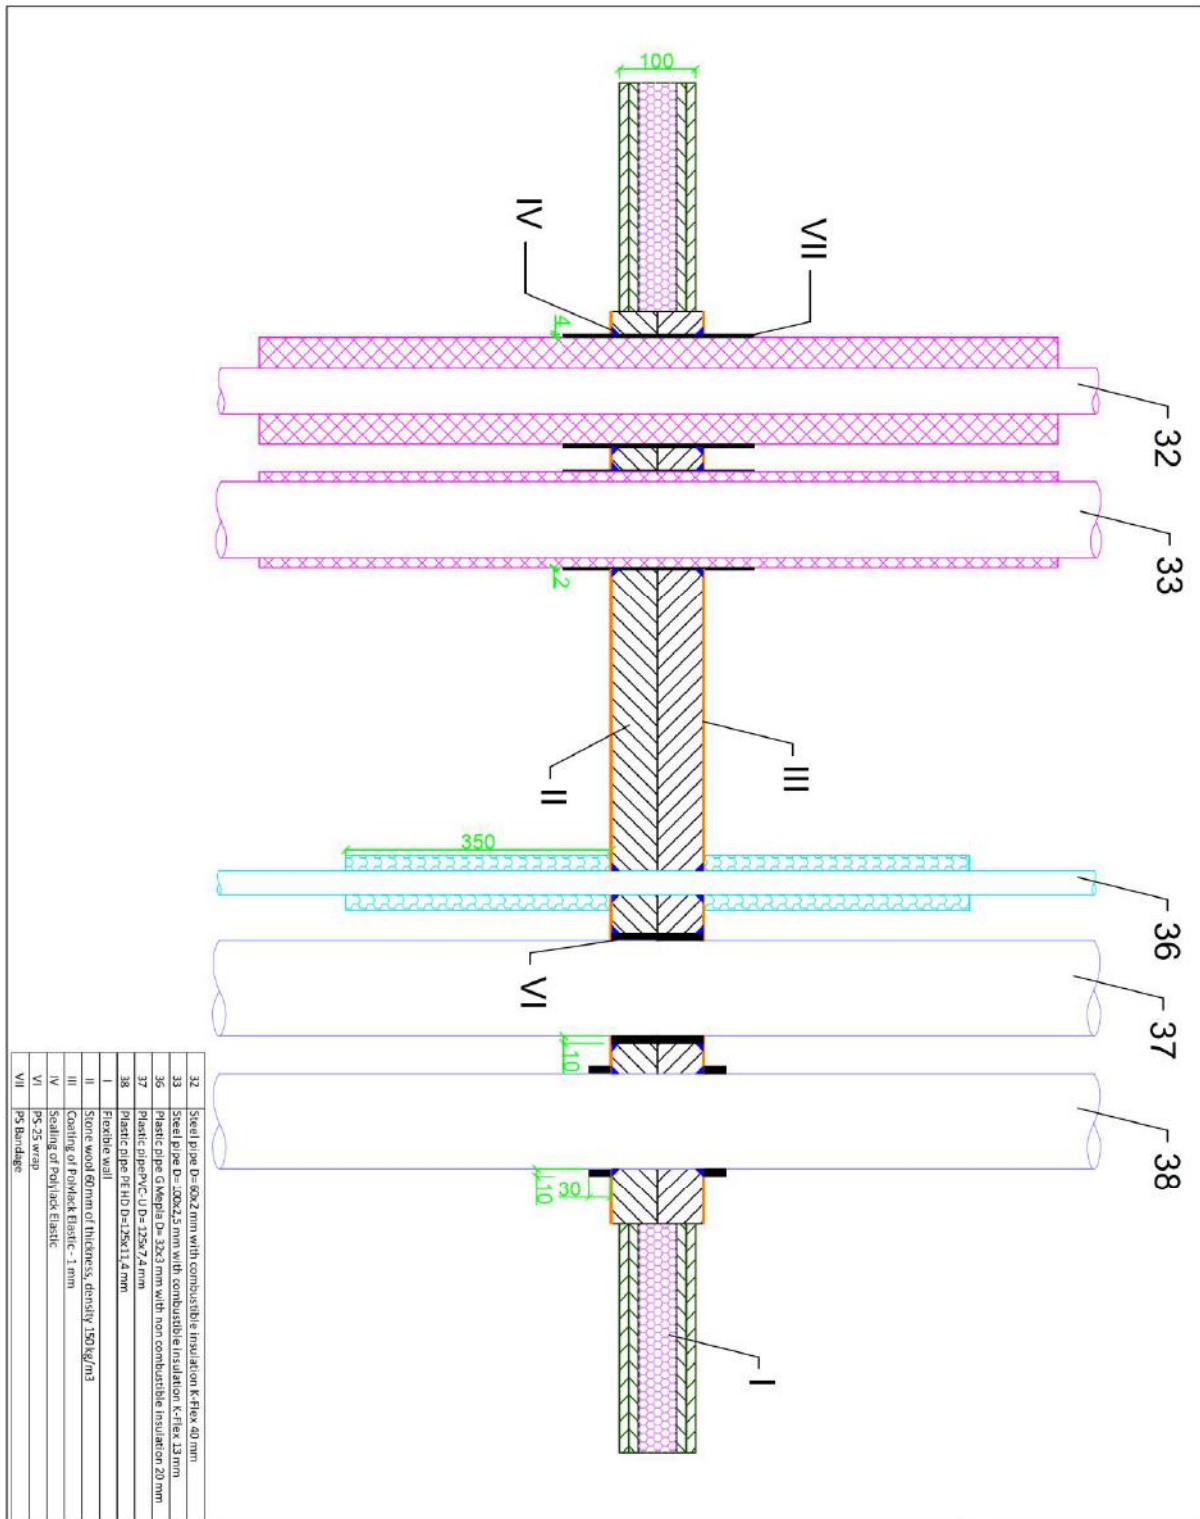 100
IV
VII
4
32
33
2
III
II
350
36
VI
37
10
38
30
10
I
32 Steel pipe D=60x2 mm with combustible insulation K-Flex 40 mm
33 Steel pipe D=100x2,5 mm with combustible insulation K-Flex 13 mm
36 Plastic pipe G Mepla D= 32x3 mm with non combustible insulation 20 mm
37 Plastic pipePVC-U D= 125x7,4 mm
38 Plastic pipe PE HD D=125x11,4 mm
I Flexible wall
II Stone wool 60 mm of thickness, density 150 kg/m3
III Coating of Polylack Elastic - 1 mm
IV Sealing of Polylack Elastic
VI PS-25 wrap
VII PS Bandage